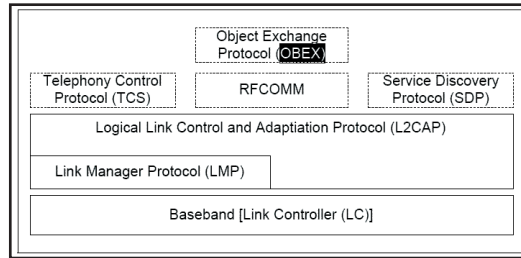 Object Exchange
Protocol (OBEX)
Telephony Control
Protocol (TCS)
RFCOMM
Service Discovery
Protocol (SDP)
Logical Link Control and Adaptiation Protocol (L2CAP)
Link Manager Protocol (LMP)
Baseband [Link Controller (LC)]